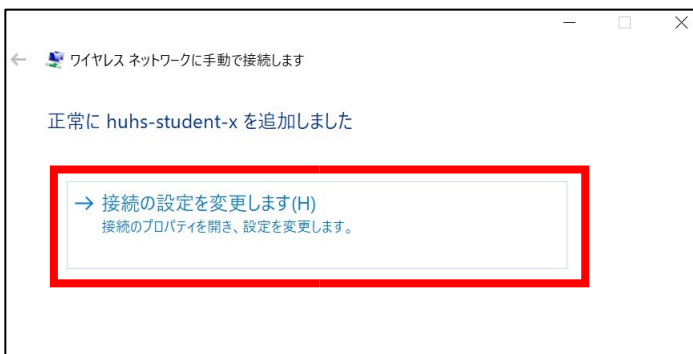 ワイヤレス ネットワークに手動で接続します
正常に huhs-student-x を追加しました
接続の設定を変更します(H)
接続のプロパティを開き、設定を変更します。